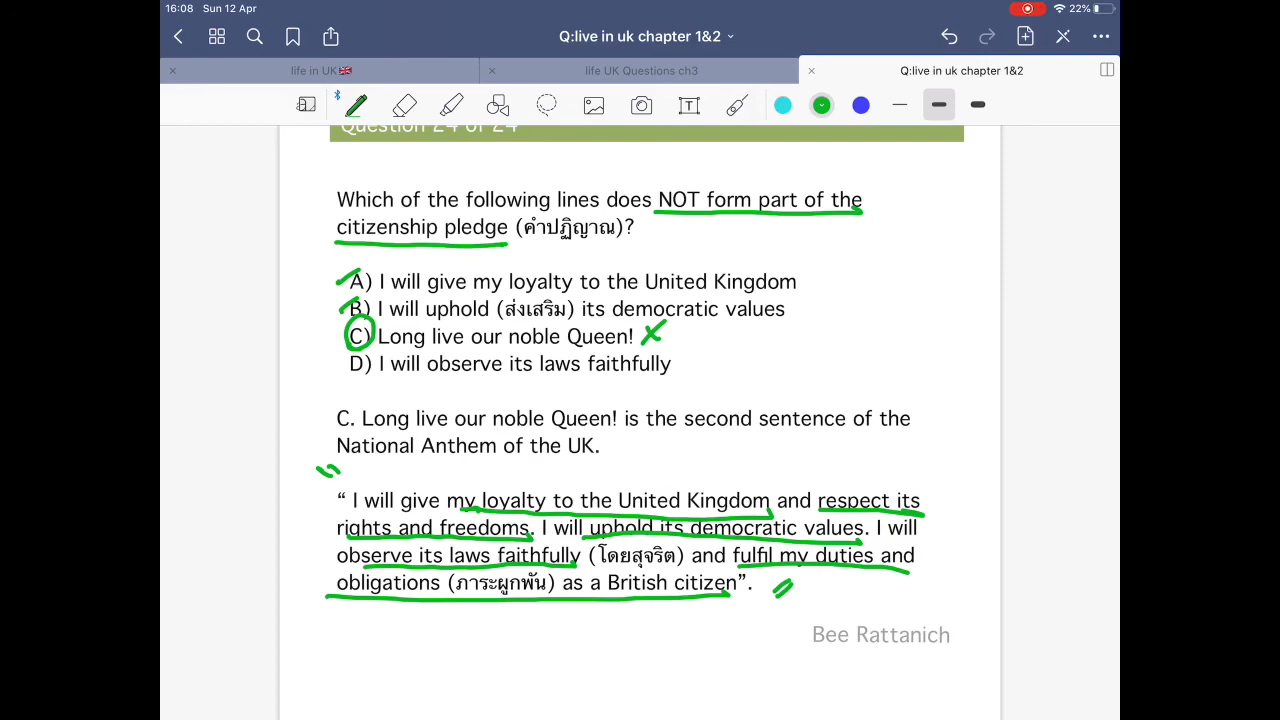 16:08 Sun 12 Apr
22%
Q:live in uk chapter 1&2
life in UK🇬🇧
life UK Questions ch3
Q:live in uk chapter 1&2
Question 24 of 24
Which of the following lines does NOT form part of the
citizenship pledge (คำปฏิญาณ)?
A) I will give my loyalty to the United Kingdom
B) I will uphold (ส่งเสริม) its democratic values
C) Long live our noble Queen!
D) I will observe its laws faithfully
C. Long live our noble Queen! is the second sentence of the
National Anthem of the UK.
“ I will give my loyalty to the United Kingdom and respect its
rights and freedoms. I will uphold its democratic values. I will
observe its laws faithfully (โดยสุจริต) and fulfil my duties and
obligations (ภาระผูกพัน) as a British citizen”.
Bee Rattanich